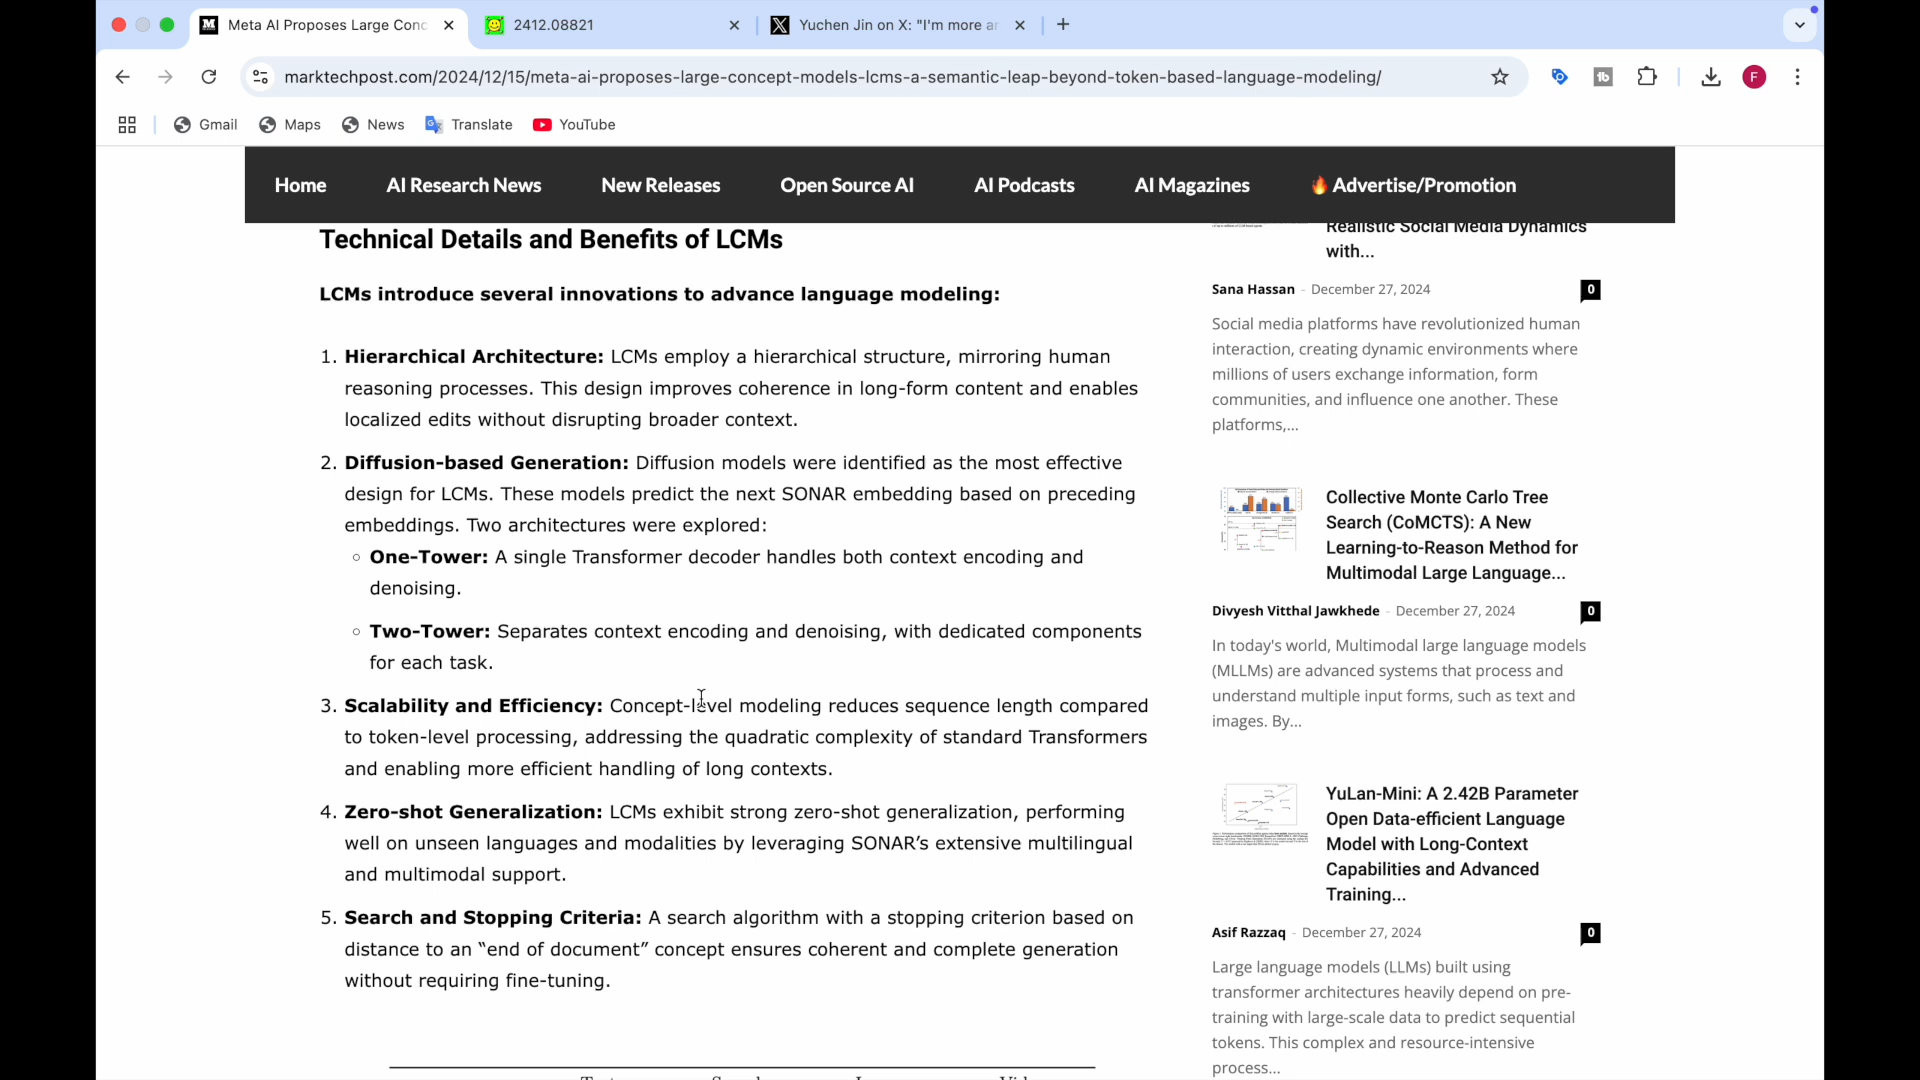 Meta AI Proposes Large Conc
2412.08821
Yuchen Jin on X: "I'm more a
marktechpost.com/2024/12/15/meta-ai-proposes-large-concept-models-lcms-a-semantic-leap-beyond-token-based-language-modeling/
F
Gmail
Maps
News
Translate
YouTube
Home
AI Research News
New Releases
Open Source AI
AI Podcasts
AI Magazines
🔥 Advertise/Promotion
Technical Details and Benefits of LCMs
LCMs introduce several innovations to advance language modeling:
1. Hierarchical Architecture: LCMs employ a hierarchical structure, mirroring human
reasoning processes. This design improves coherence in long-form content and enables
localized edits without disrupting broader context.
2. Diffusion-based Generation: Diffusion models were identified as the most effective
design for LCMs. These models predict the next SONAR embedding based on preceding
embeddings. Two architectures were explored:
○ One-Tower: A single Transformer decoder handles both context encoding and
denoising.
○ Two-Tower: Separates context encoding and denoising, with dedicated components
for each task.
3. Scalability and Efficiency: Concept-level modeling reduces sequence length compared
to token-level processing, addressing the quadratic complexity of standard Transformers
and enabling more efficient handling of long contexts.
4. Zero-shot Generalization: LCMs exhibit strong zero-shot generalization, performing
well on unseen languages and modalities by leveraging SONAR’s extensive multilingual
and multimodal support.
5. Search and Stopping Criteria: A search algorithm with a stopping criterion based on
distance to an “end of document” concept ensures coherent and complete generation
without requiring fine-tuning.
Realistic Social Media Dynamics
with...
Sana Hassan - December 27, 2024
0
Social media platforms have revolutionized human
interaction, creating dynamic environments where
millions of users exchange information, form
communities, and influence one another. These
platforms,...
Collective Monte Carlo Tree
Search (CoMCTS): A New
Learning-to-Reason Method for
Multimodal Large Language...
Divyesh Vitthal Jawkhede - December 27, 2024
0
In today's world, Multimodal large language models
(MLLMs) are advanced systems that process and
understand multiple input forms, such as text and
images. By...
YuLan-Mini: A 2.42B Parameter
Open Data-efficient Language
Model with Long-Context
Capabilities and Advanced
Training...
Asif Razzaq - December 27, 2024
0
Large language models (LLMs) built using
transformer architectures heavily depend on pre-
training with large-scale data to predict sequential
tokens. This complex and resource-intensive
process...